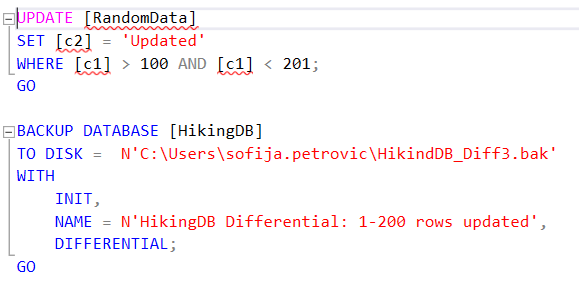 UPDATE [RandomData]
SET [c2] = 'Updated'
WHERE [c1] > 100 AND [c1] < 201;
GO
BACKUP DATABASE [HikingDB]
TO DISK =  N'C:\Users\sofija.petrovic\HikindDB_Diff3.bak'
WITH
    INIT,
    NAME = N'HikingDB Differential: 1-200 rows updated',
    DIFFERENTIAL;
GO